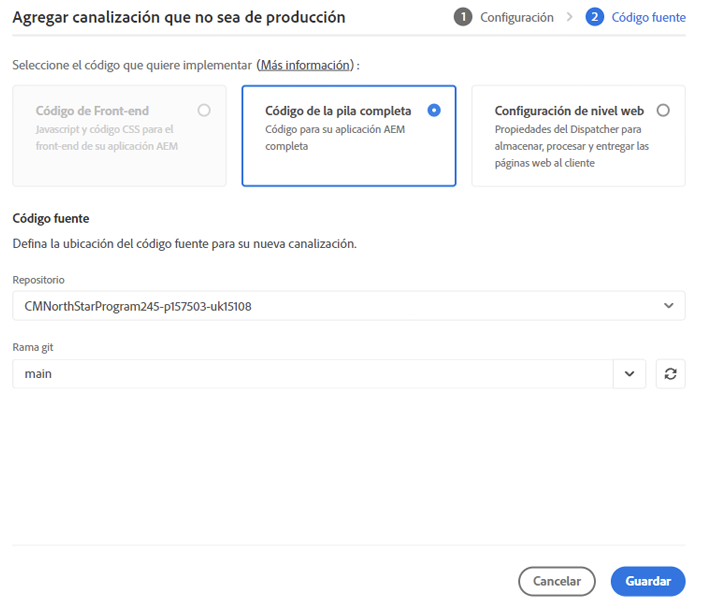 Agregar canalización que no sea de producción
1 Configuración > 2 Código fuente
Seleccione el código que quiere implementar (Más información) :
Código de Front-end
Javascript y código CSS para el
front-end de su aplicación AEM
Código de la pila completa
Código para su aplicación AEM
completa
Configuración de nivel web
Propiedades del Dispatcher para
almacenar, procesar y entregar las
páginas web al cliente
Código fuente
Defina la ubicación del código fuente para su nueva canalización.
Repositorio
CMNorthStarProgram245-p157503-uk15108
Rama git
main
Cancelar
Guardar